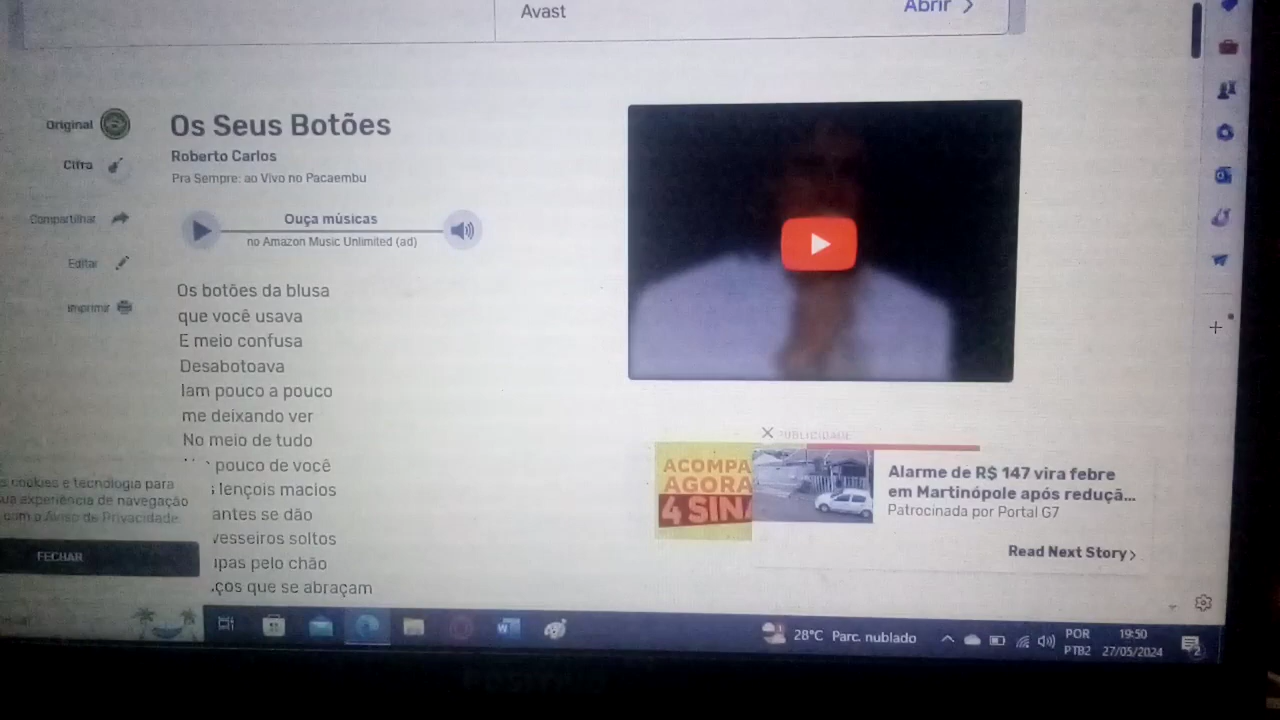 Avast
Abrir
Original
Cifra
Compartilhar
Editar
Imprimir
Os Seus Botões
Roberto Carlos
Pra Sempre: ao Vivo no Pacaembu
Ouça músicas
no Amazon Music Unlimited (ad)
Os botões da blusa
que você usava
E meio confusa
Desabotoava
Iam pouco a pouco
me deixando ver
No meio de tudo
pouco de você
lençois macios
antes se dão
vesseiros soltos
upas pelo chão
ços que se abraçam
s cookies e tecnologia para
ua experiência de navegação
com o Aviso de Privacidade
FECHAR
PUBLICIDADE
ACOMPA
AGORA
4 SIN
Alarme de R$ 147 vira febre
em Martinópole após reduçã...
Patrocinada por Portal G7
Read Next Story
28°C Parc. nublado
POR
PTB2
19:50
27/05/2024
2